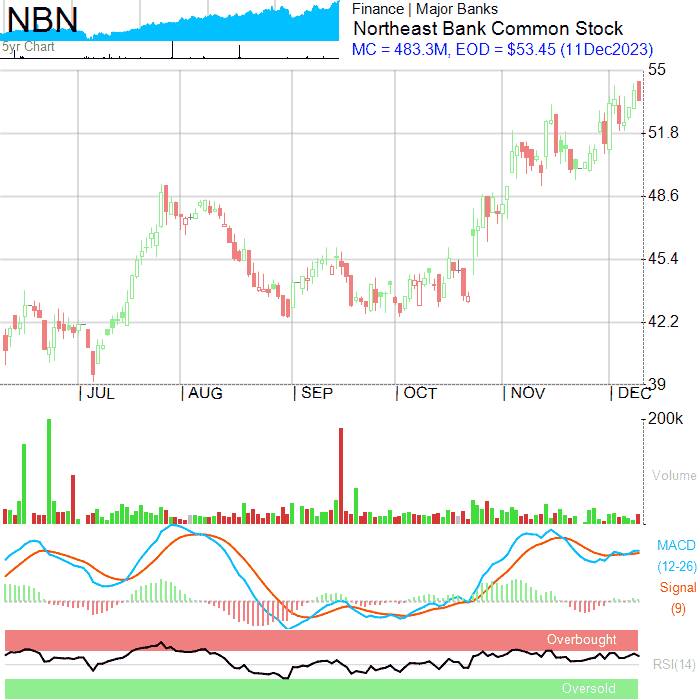 NBN
5yr Chart
Finance | Major Banks
Northeast Bank Common Stock
MC = 483.3M, EOD = $53.45 (11Dec2023)
55
51.8
48.6
45.4
42.2
39
| JUL | AUG | SEP | OCT | NOV | DEC
200k
Volume
MACD
(12-26)
Signal
(9)
Overbought
RSI(14)
Oversold